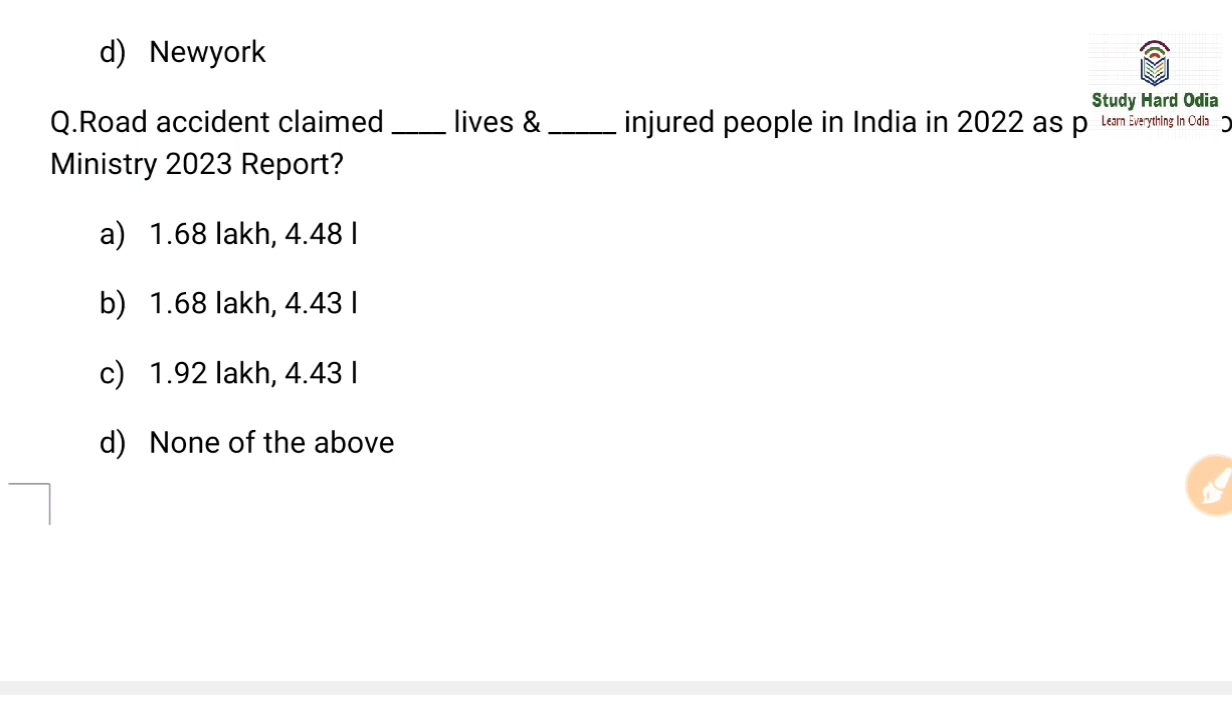 d) Newyork
Study Hard Odia
Learn Everything In Odia
Q.Road accident claimed ____ lives & _____ injured people in India in 2022 as p
Ministry 2023 Report?
a) 1.68 lakh, 4.48 l
b) 1.68 lakh, 4.43 l
c) 1.92 lakh, 4.43 l
d) None of the above